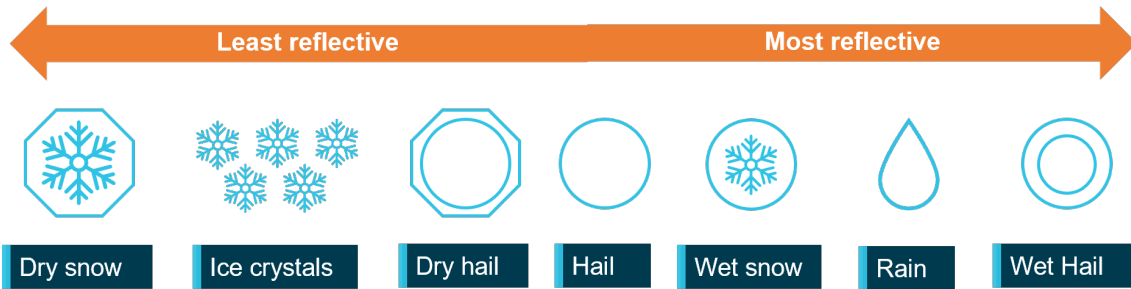 Least reflective
Most reflective
Dry snow
Ice crystals
Dry hail
Hail
Wet snow
Rain
Wet Hail